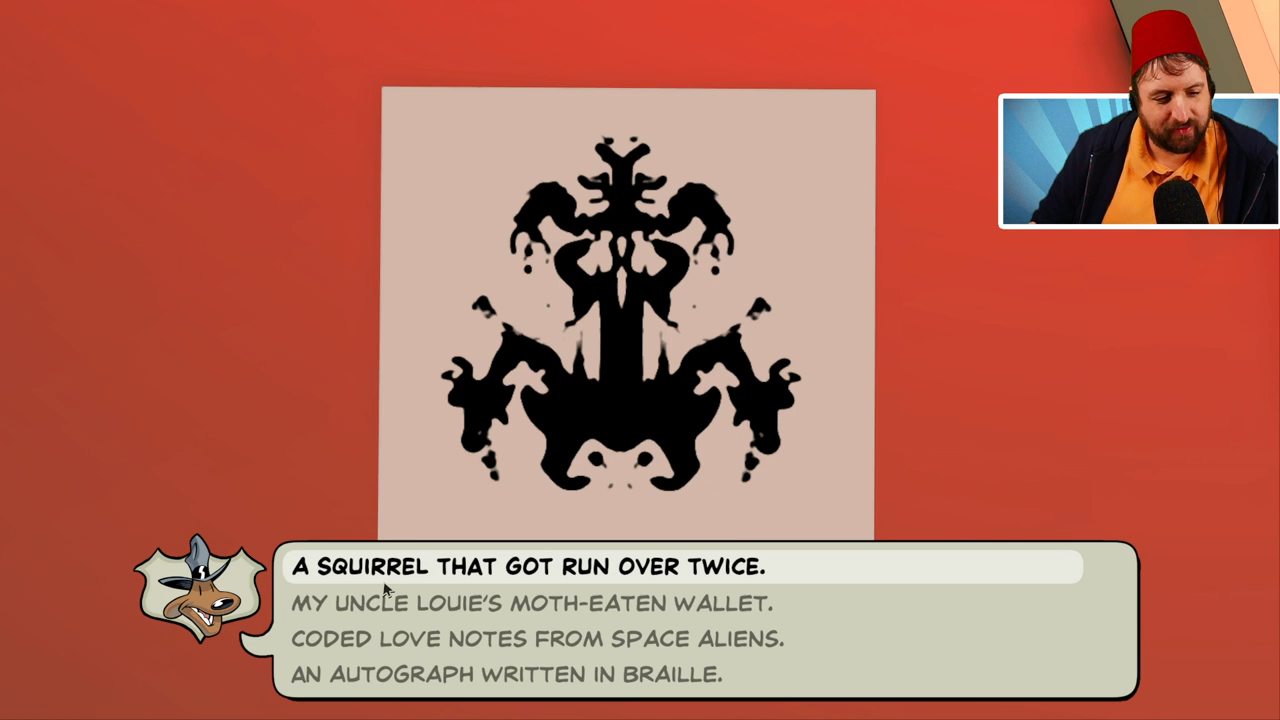 A SQUIRREL THAT GOT RUN OVER TWICE.
MY UNCLE LOUIE'S MOTH-EATEN WALLET.
CODED LOVE NOTES FROM SPACE ALIENS.
AN AUTOGRAPH WRITTEN IN BRAILLE.